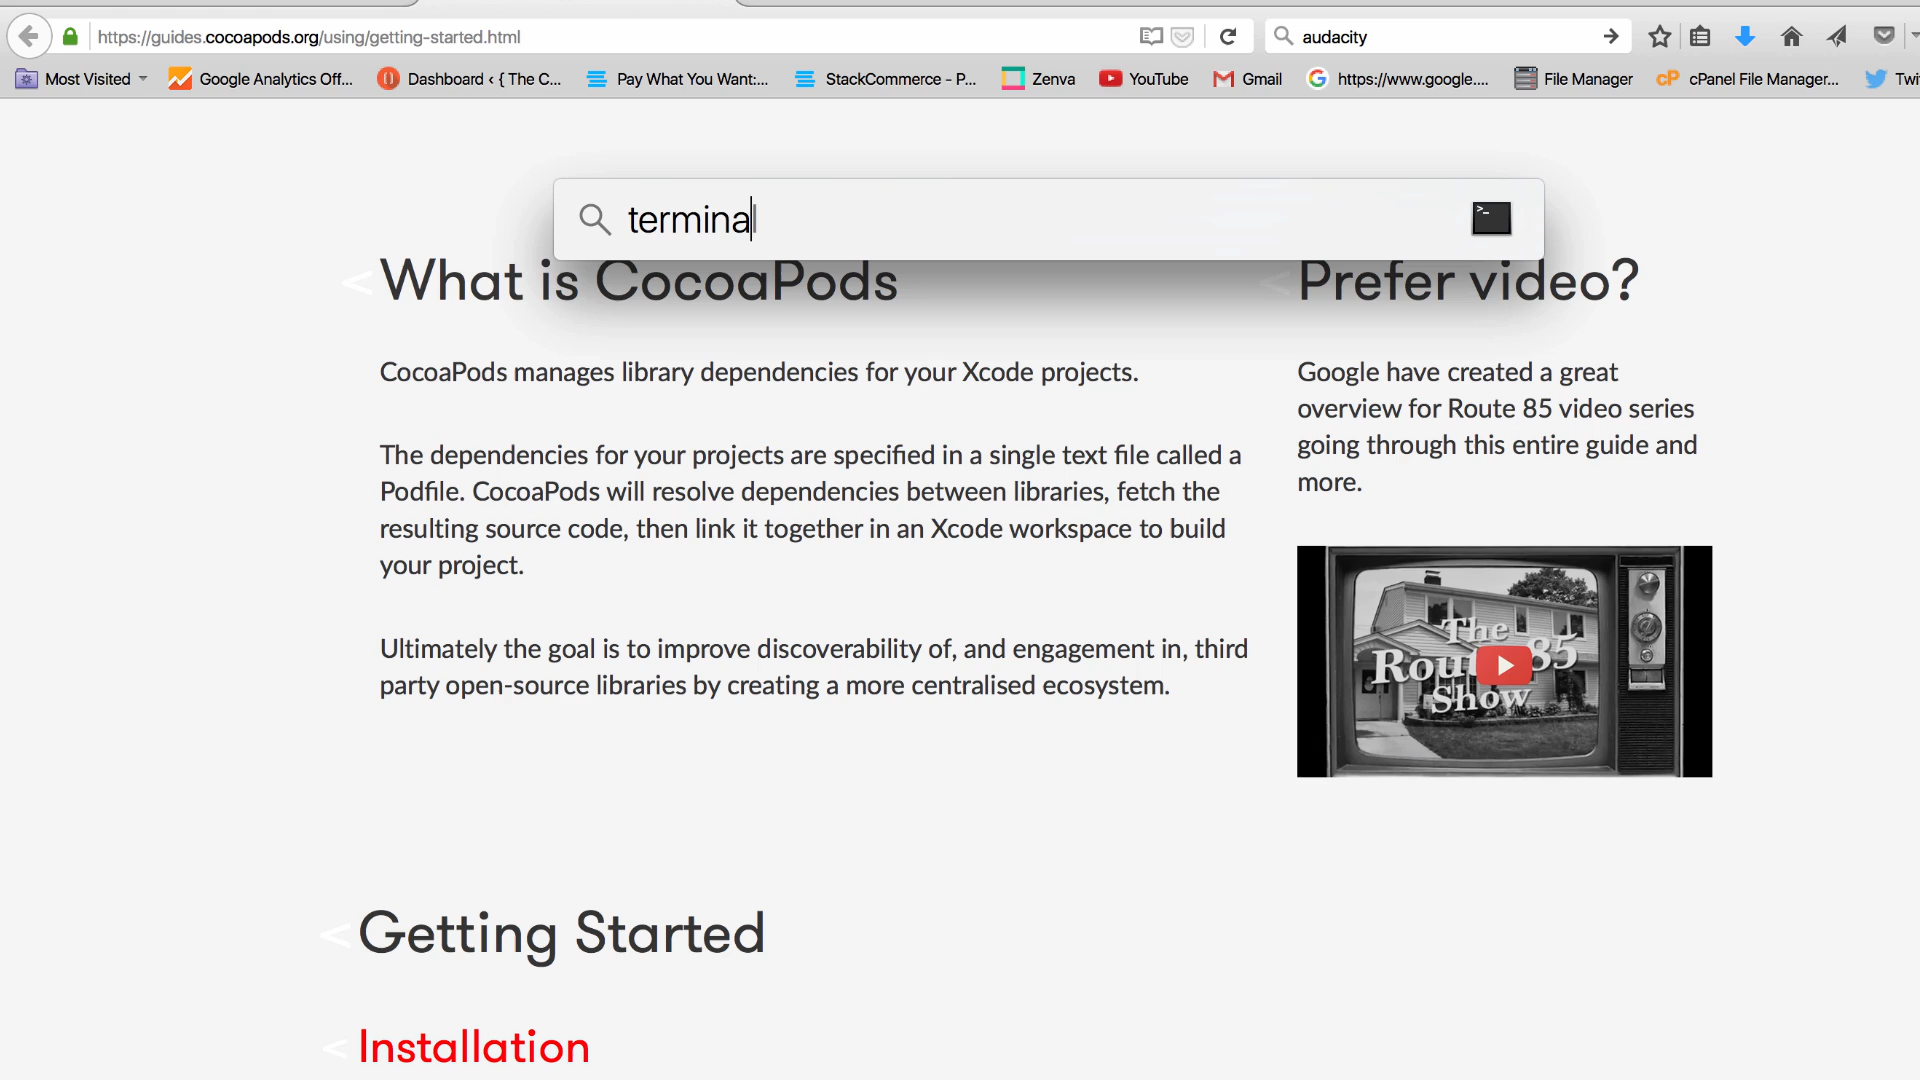 https://guides.cocoapods.org/using/getting-started.html
audacity
Most Visited
Google Analytics Off...
Dashboard ‹ { The C...
Pay What You Want:...
StackCommerce - P...
Zenva
YouTube
Gmail
https://www.google....
File Manager
cP cPanel File Manager...
Twi
termina
>_
What is CocoaPods
CocoaPods manages library dependencies for your Xcode projects.
The dependencies for your projects are specified in a single text file called a
Podfile. CocoaPods will resolve dependencies between libraries, fetch the
resulting source code, then link it together in an Xcode workspace to build
your project.
Ultimately the goal is to improve discoverability of, and engagement in, third
party open-source libraries by creating a more centralised ecosystem.
Prefer video?
Google have created a great
overview for Route 85 video series
going through this entire guide and
more.
The
Route 85
Show
Getting Started
Installation